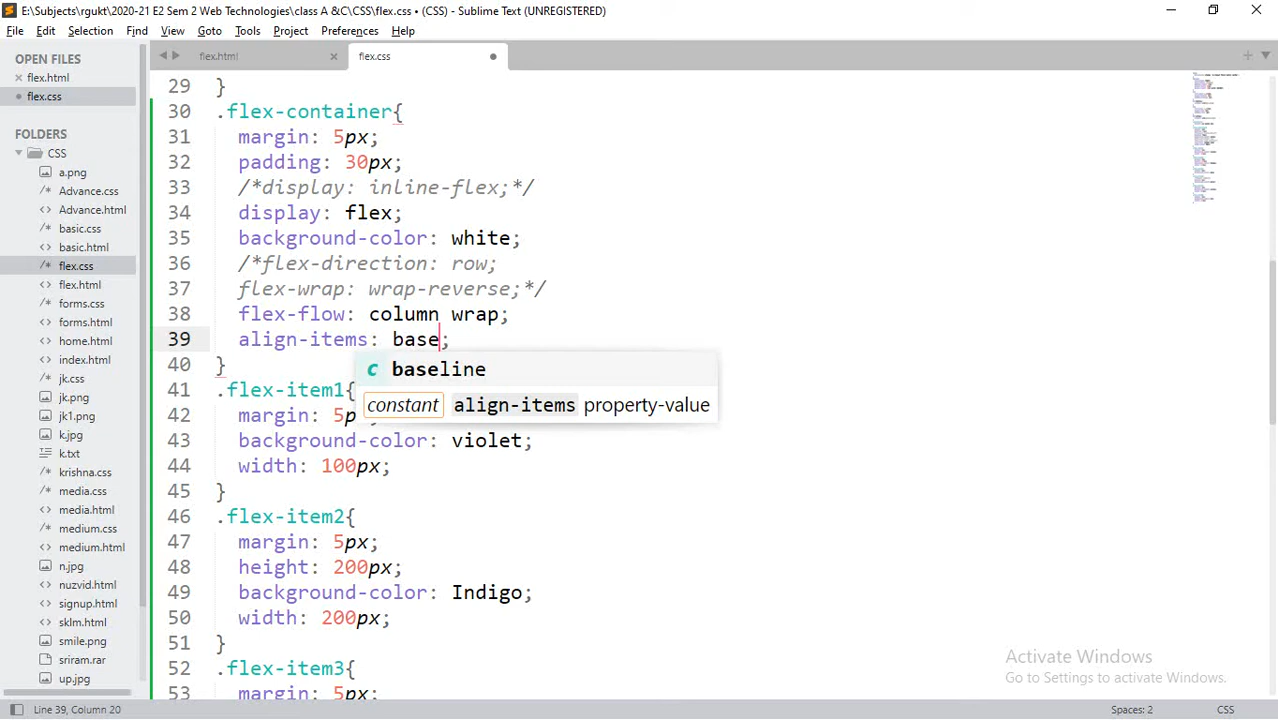 E:\Subjects\rgukt\2020-21 E2 Sem 2 Web Technologies\class A &C\CSS\flex.css • (CSS) - Sublime Text (UNREGISTERED)
File Edit Selection Find View Goto Tools Project Preferences Help
OPEN FILES
flex.html
flex.css
FOLDERS
CSS
a.png
Advance.css
Advance.html
basic.css
basic.html
flex.css
flex.html
forms.css
forms.html
home.html
index.html
jk.css
jk.png
jk1.png
k.jpg
k.txt
krishna.css
media.css
media.html
medium.css
medium.html
n.jpg
nuzvid.html
signup.html
sklm.html
smile.png
sriram.rar
up.jpg
flex.html
flex.css
29 }
30 .flex-container{
31 margin: 5px;
32 padding: 30px;
33 /*display: inline-flex;*/
34 display: flex;
35 background-color: white;
36 /*flex-direction: row;
37 flex-wrap: wrap-reverse;*/
38 flex-flow: column wrap;
39 align-items: base;
c baseline
constant align-items property-value
40 }
41 .flex-item1{
42 margin: 5p
43 background-color: violet;
44 width: 100px;
45 }
46 .flex-item2{
47 margin: 5px;
48 height: 200px;
49 background-color: Indigo;
50 width: 200px;
51 }
52 .flex-item3{
53 margin: 5px;
Activate Windows
Go to Settings to activate Windows.
Line 39, Column 20
Spaces: 2
CSS